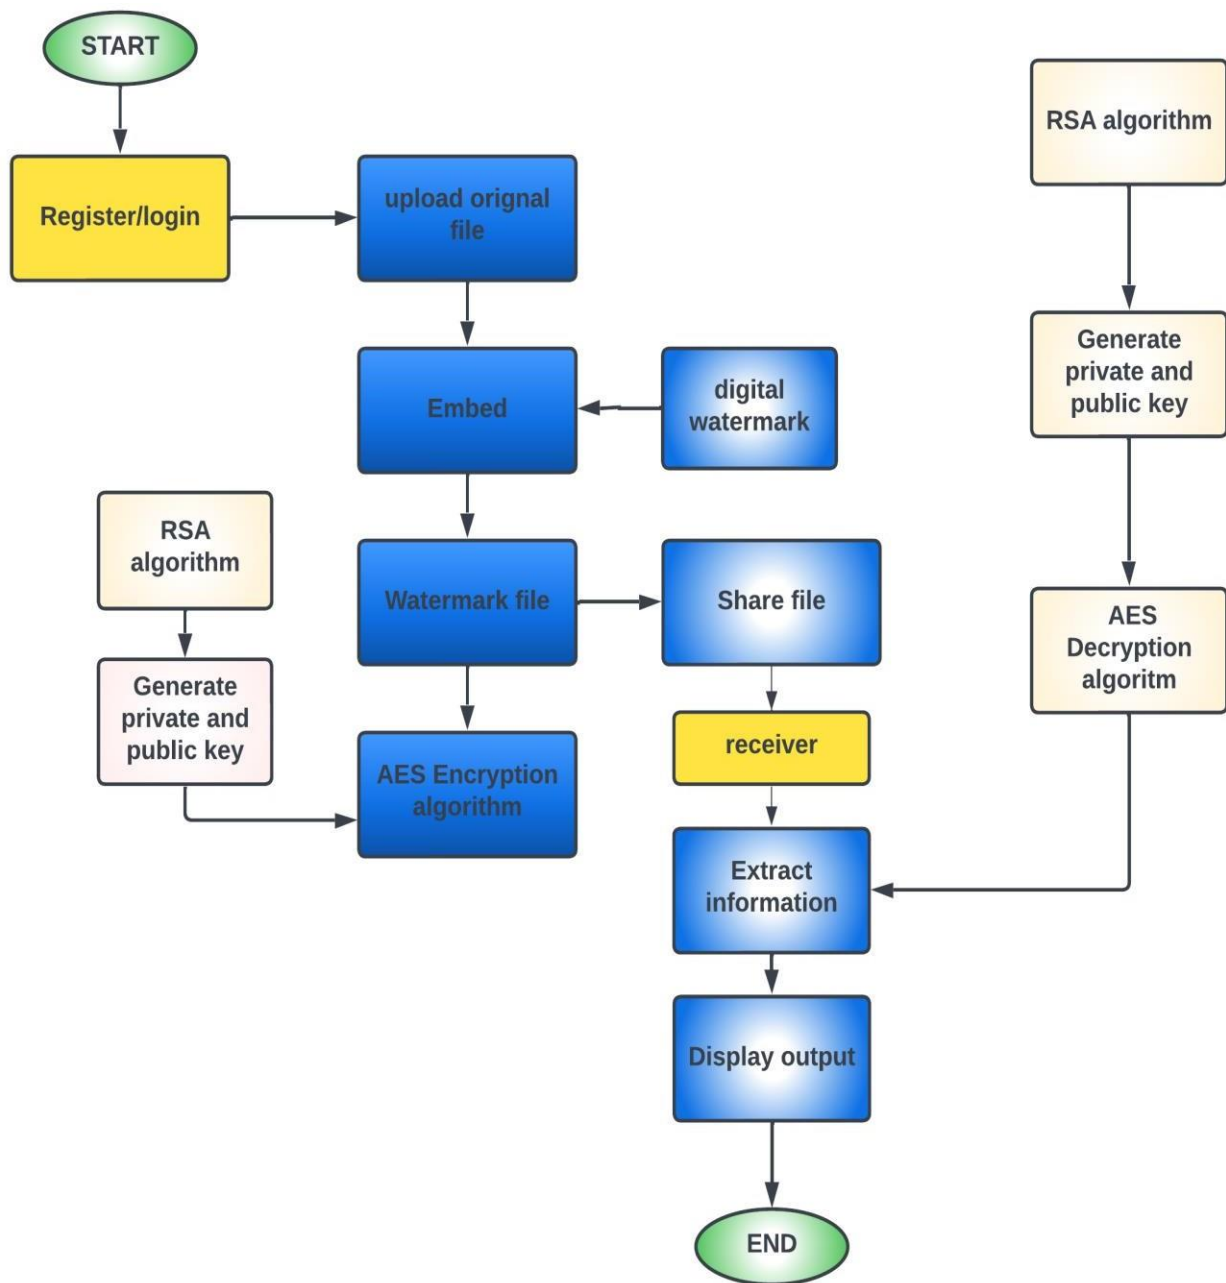 START
RSA algorithm
Register/login
upload orignal
file
Generate
private and
public key
Embed
digital
watermark
RSA
algorithm
Watermark file
Share file
AES
Decryption
algoritm
Generate
private and
public key
receiver
AES Encryption
algorithm
Extract
information
Display output
END